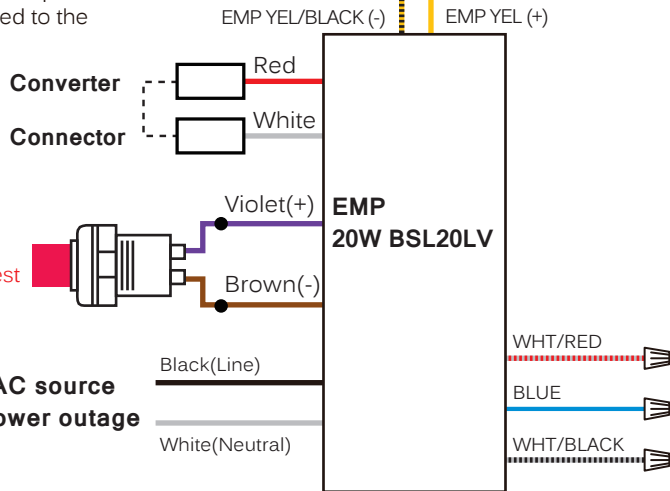 ed to the
EMP YEL/BLACK (-)
EMP YEL (+)
Converter
Red
Connector
White
Violet(+)
EMP
20W BSL20LV
est
Brown(-)
WHT/RED
Black(Line)
AC source
BLUE
ower outage
White(Neutral)
WHT/BLACK